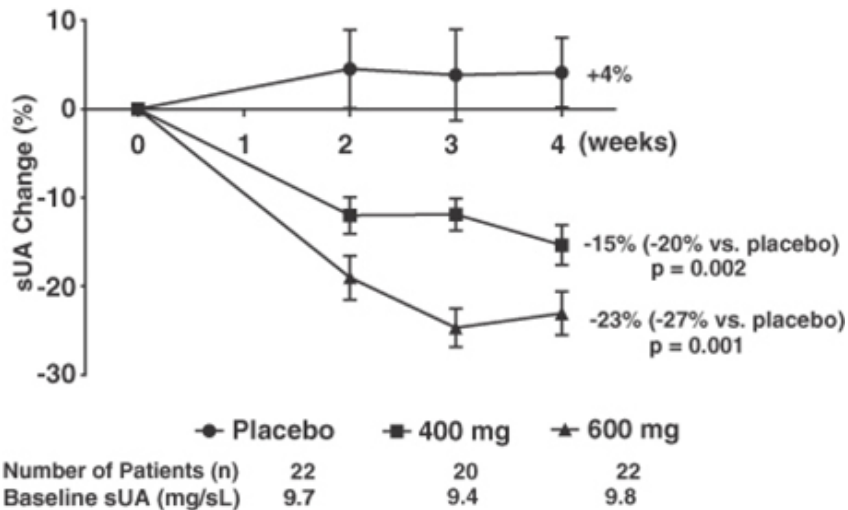 10
+4%
0
0 1 2 3 4 (weeks)
sUA Change (%)
-10
-15% (-20% vs. placebo)
p = 0.002
-20
-23% (-27% vs. placebo)
p = 0.001
-30
Placebo 400 mg 600 mg
Number of Patients (n) 22 20 22
Baseline sUA (mg/sL) 9.7 9.4 9.8